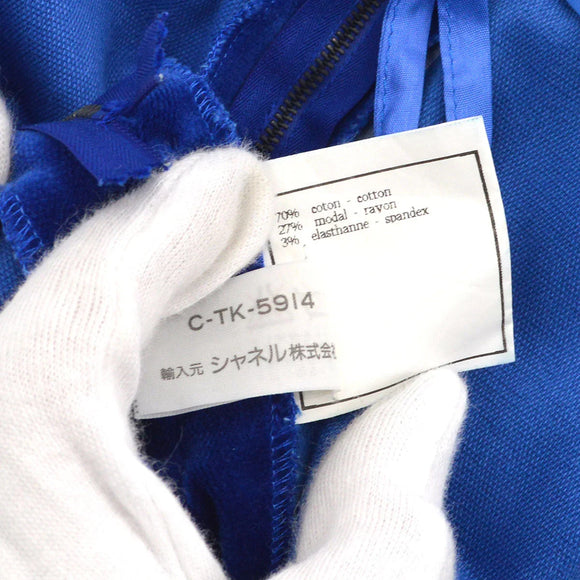 70% coton - cotton
27% modal - rayon
3% elasthanne - spandex
C-TK-5914
輸入元 シャネル株式会